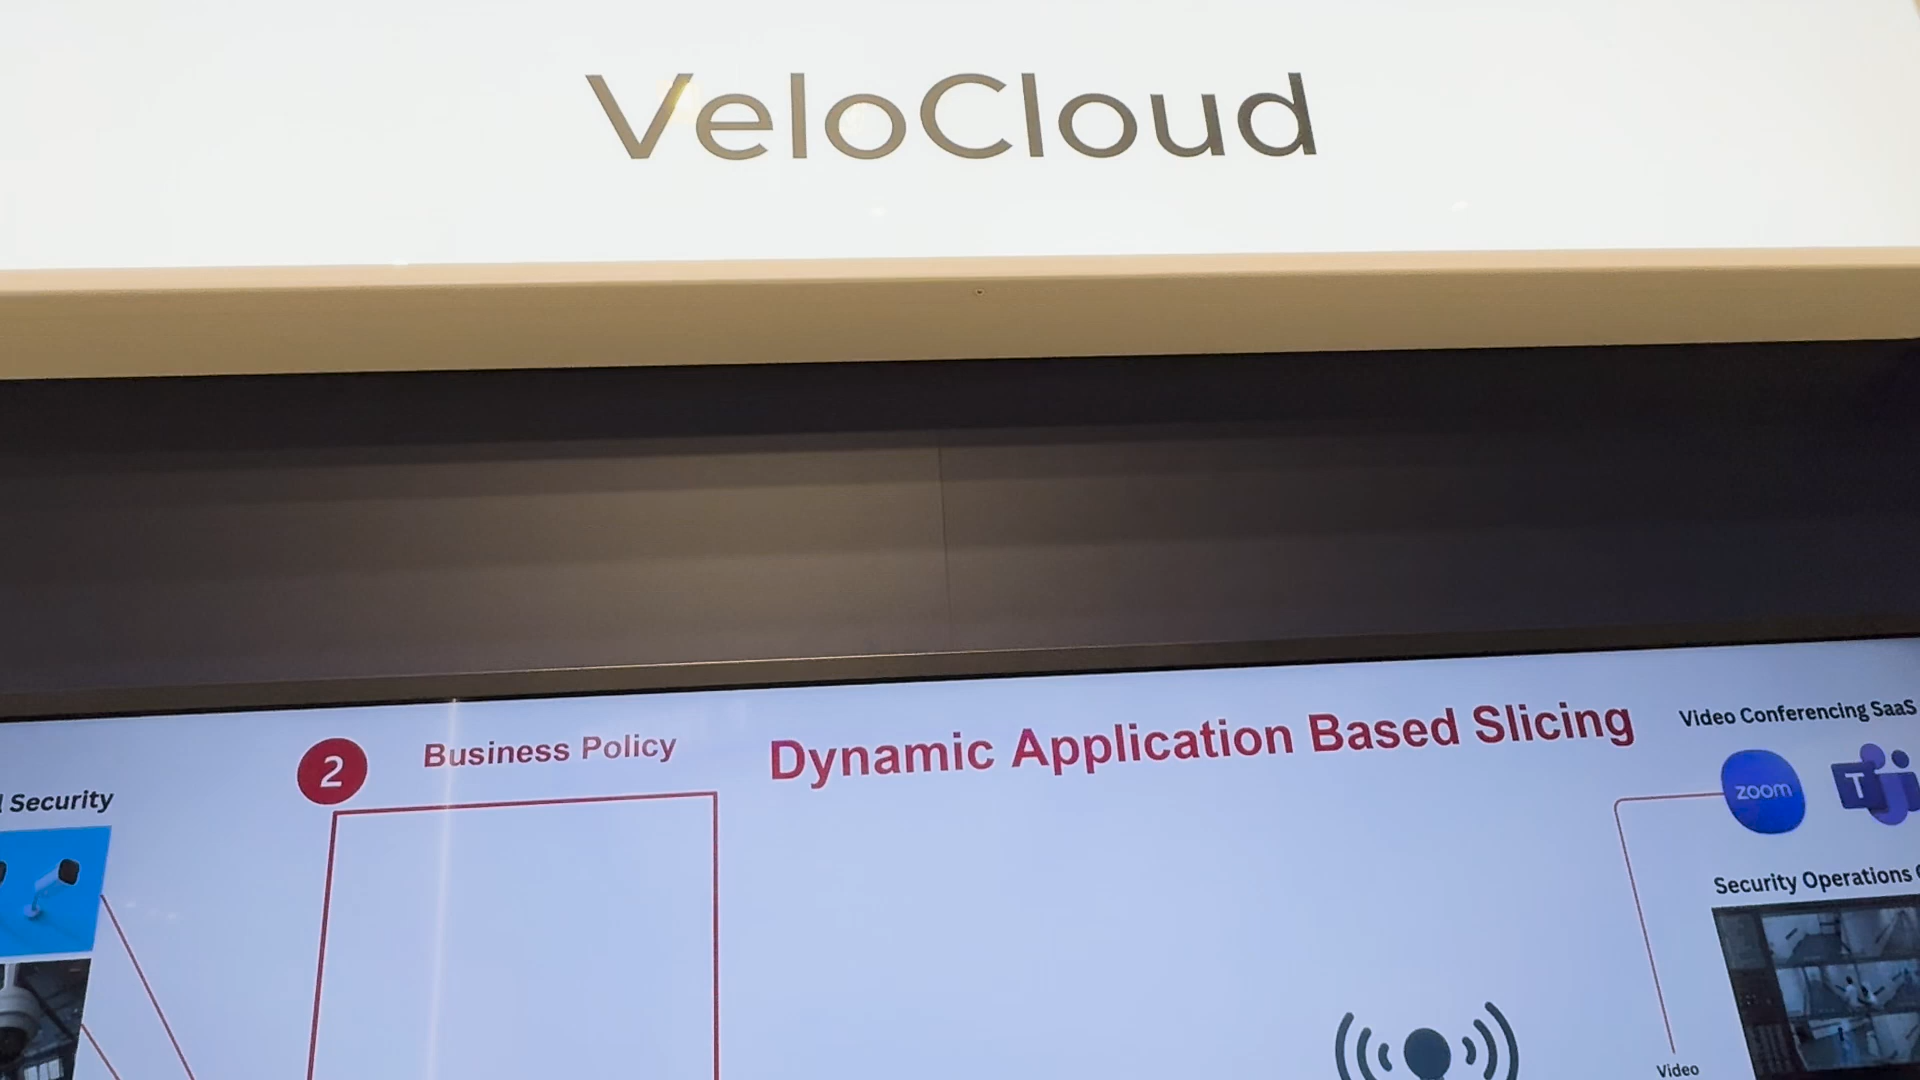 VeloCloud
2
Business Policy
Dynamic Application Based Slicing
Video Conferencing SaaS
Security
zoom
T
Security Operations
Video